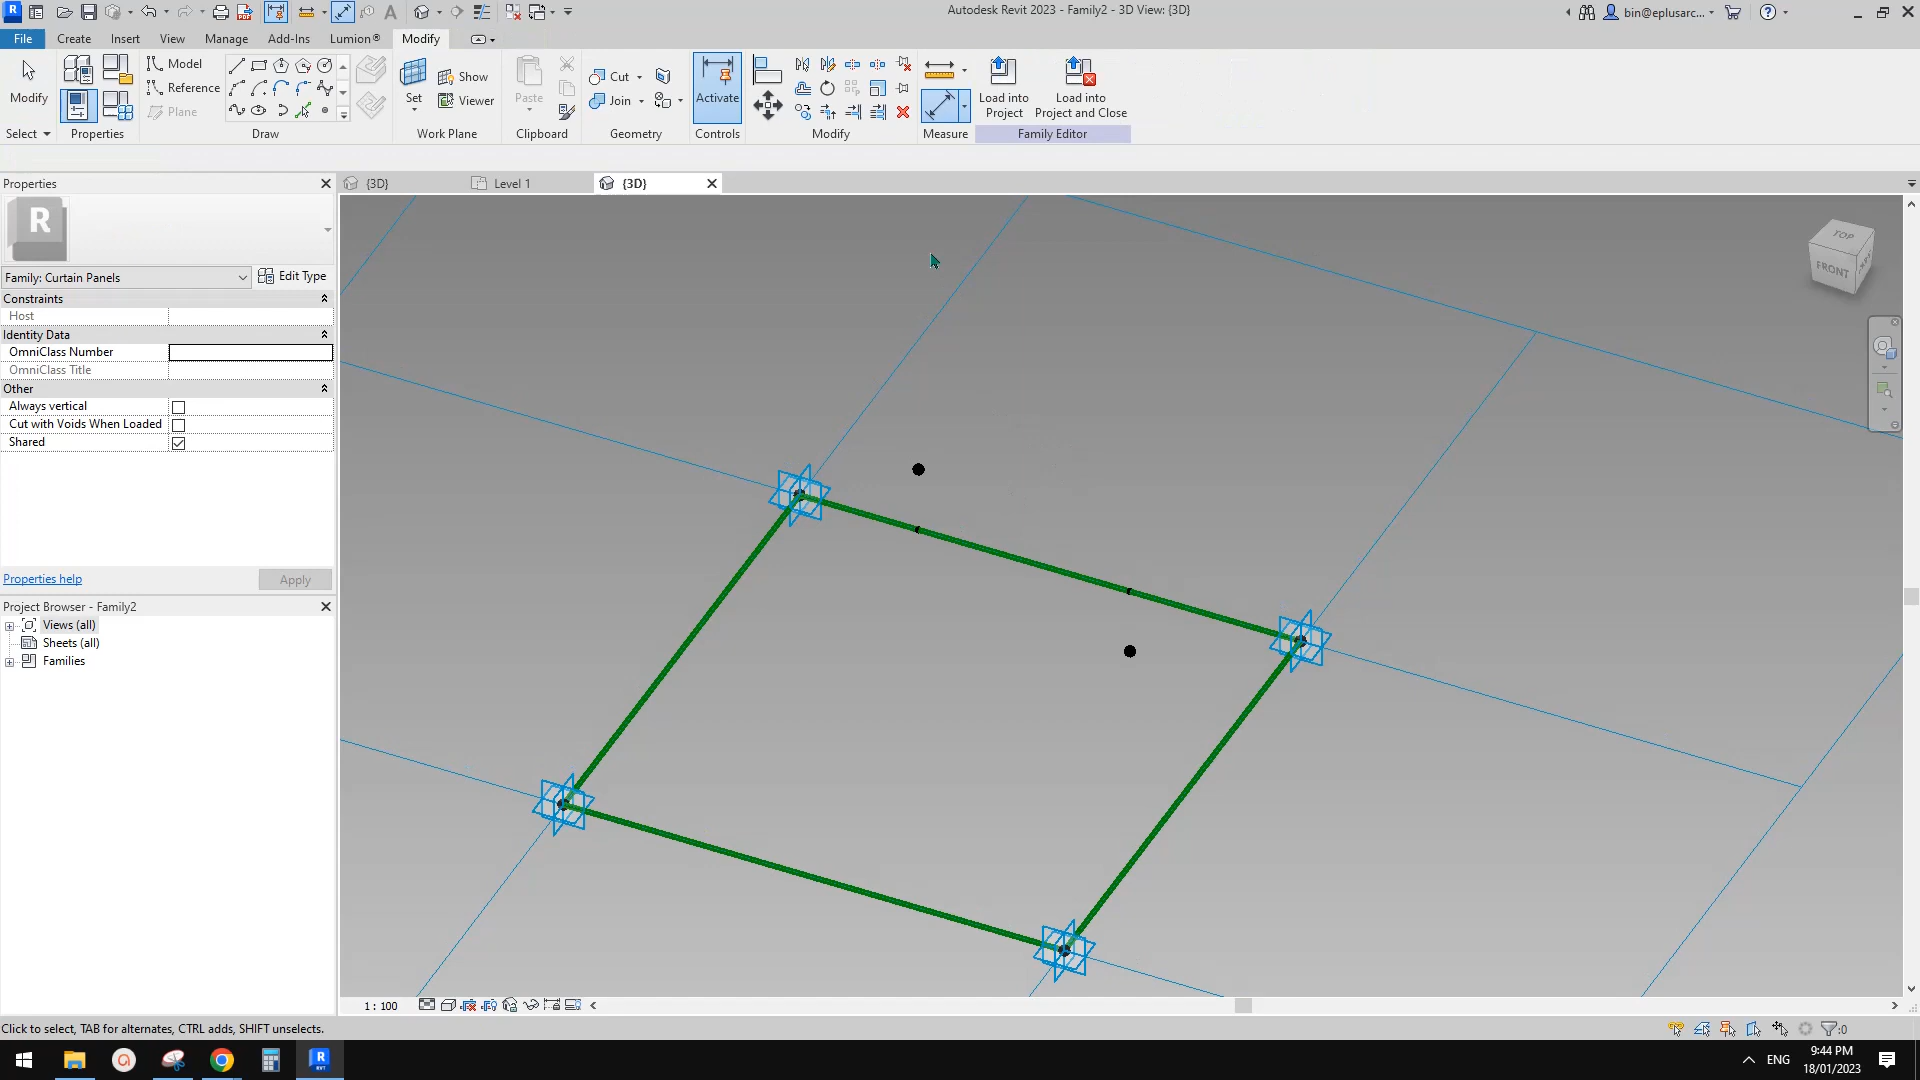 Autodesk Revit 2023 - Family2 - 3D View: {3D}
bin@eplusarc...
File
Create
Insert
View
Manage
Add-Ins
Lumion®
Modify
Modify
Select
Properties
Model
Reference
Plane
Draw
Set
Show
Viewer
Work Plane
Paste
Clipboard
Cut
Join
Geometry
Activate
Controls
Modify
Measure
Load into
Project
Load into
Project and Close
Family Editor
Properties
{3D}
Level 1
{3D}
R
Family: Curtain Panels
Edit Type
Constraints
Host
Identity Data
OmniClass Number
OmniClass Title
Other
Always vertical
Cut with Voids When Loaded
Shared
Properties help
Apply
Project Browser - Family2
Views (all)
Sheets (all)
Families
TOP
FRONT
1 : 100
Click to select, TAB for alternates, CTRL adds, SHIFT unselects.
:0
ENG
9:44 PM
18/01/2023